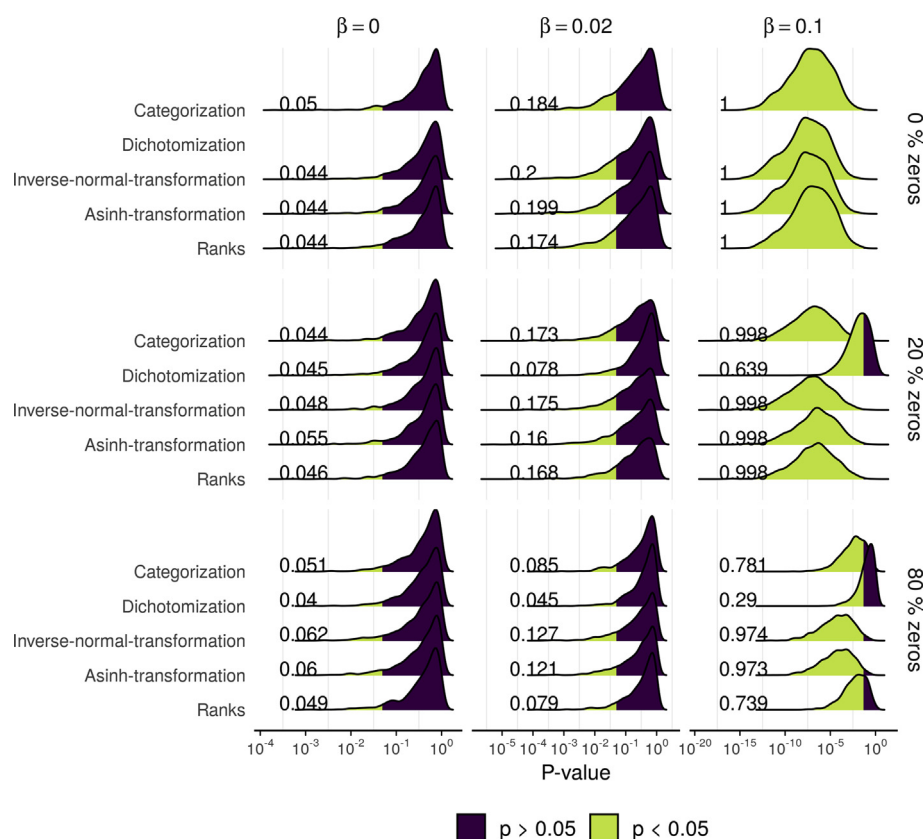 β = 0 β = 0.02 β = 0.1
0 % zeros
Categorization 0.05 0.184 1
Dichotomization
Inverse-normal-transformation 0.044 0.2 1
Asinh-transformation 0.044 0.199 1
Ranks 0.044 0.174 1
20 % zeros
Categorization 0.044 0.173 0.998
Dichotomization 0.045 0.078 0.639
Inverse-normal-transformation 0.048 0.175 0.998
Asinh-transformation 0.055 0.16 0.998
Ranks 0.046 0.168 0.998
80 % zeros
Categorization 0.051 0.085 0.781
Dichotomization 0.04 0.045 0.29
Inverse-normal-transformation 0.062 0.127 0.974
Asinh-transformation 0.06 0.121 0.973
Ranks 0.049 0.079 0.739
10⁻⁴ 10⁻³ 10⁻² 10⁻¹ 10⁰ 10⁻⁵ 10⁻⁴ 10⁻³ 10⁻² 10⁻¹ 10⁰ 10⁻²⁰ 10⁻¹⁵ 10⁻¹⁰ 10⁻⁵ 10⁰
P-value
p > 0.05 p < 0.05